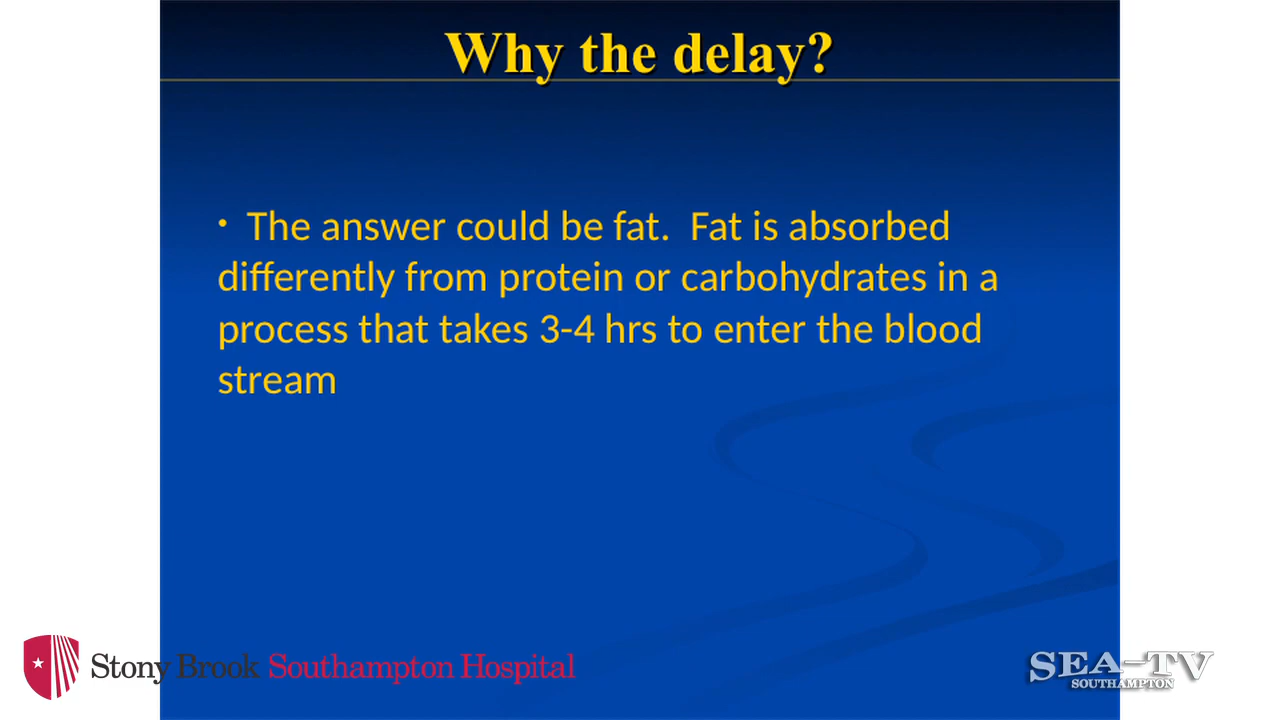 Why the delay?
• The answer could be fat.  Fat is absorbed
differently from protein or carbohydrates in a
process that takes 3-4 hrs to enter the blood
stream
Stony Brook Southampton Hospital
SEA-TV
SOUTHAMPTON